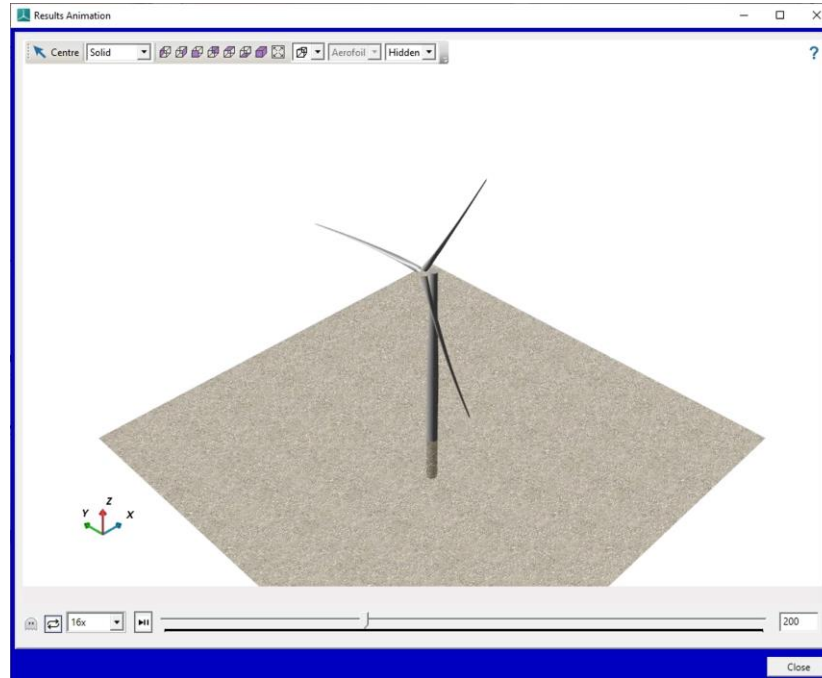 Results Animation
Centre Solid Aerofoil Hidden ?
Z
Y X
16x 200
Close